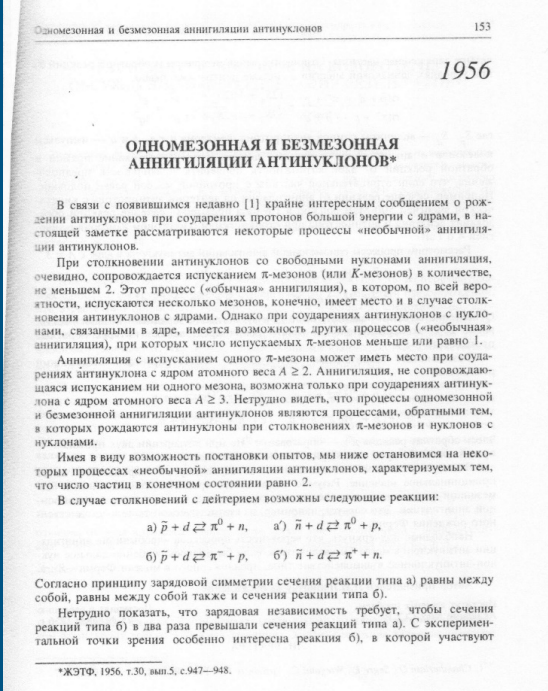 Одномезонная и безмезонная аннигиляции антинуклонов 153
1956
ОДНОМЕЗОННАЯ И БЕЗМЕЗОННАЯ
АННИГИЛЯЦИИ АНТИНУКЛОНОВ*
В связи с появившимся недавно [1] крайне интересным сообщением о рож-
дении антинуклонов при соударениях протонов большой энергии с ядрами, в на-
стоящей заметке рассматриваются некоторые процессы «необычной» аннигиля-
ции антинуклонов.
При столкновении антинуклонов со свободными нуклонами аннигиляция,
очевидно, сопровождается испусканием π-мезонов (или K-мезонов) в количестве,
не меньшем 2. Этот процесс («обычная» аннигиляция), в котором, по всей веро-
ятности, испускаются несколько мезонов, конечно, имеет место и в случае столк-
новения антинуклонов с ядрами. Однако при соударениях антинуклонов с нукло-
нами, связанными в ядре, имеется возможность других процессов («необычная»
аннигиляция), при которых число испускаемых π-мезонов меньше или равно 1.
Аннигиляция с испусканием одного π-мезона может иметь место при соуда-
рениях антинуклона с ядром атомного веса A ≥ 2. Аннигиляция, не сопровождаю-
щаяся испусканием ни одного мезона, возможна только при соударениях антинук-
лона с ядром атомного веса A ≥ 3. Нетрудно видеть, что процессы одномезонной
и безмезонной аннигиляции антинуклонов являются процессами, обратными тем,
в которых рождаются антинуклоны при столкновениях π-мезонов и нуклонов с
нуклонами.
Имея в виду возможность постановки опытов, мы ниже остановимся на неко-
торых процессах «необычной» аннигиляции антинуклонов, характеризуемых тем,
что число частиц в конечном состоянии равно 2.
В случае столкновений с дейтерием возможны следующие реакции:
а) p̃ + d ⇄ π⁰ + n, а′) ñ + d ⇄ π⁰ + p,
б) p̃ + d ⇄ π⁻ + p, б′) ñ + d ⇄ π⁺ + n.
Согласно принципу зарядовой симметрии сечения реакции типа а) равны между
собой, равны между собой также и сечения реакции типа б).
Нетрудно показать, что зарядовая независимость требует, чтобы сечения
реакций типа б) в два раза превышали сечения реакций типа а). С эксперимен-
тальной точки зрения особенно интересна реакция б), в которой участвуют
*ЖЭТФ, 1956, т.30, вып.5, с.947—948.